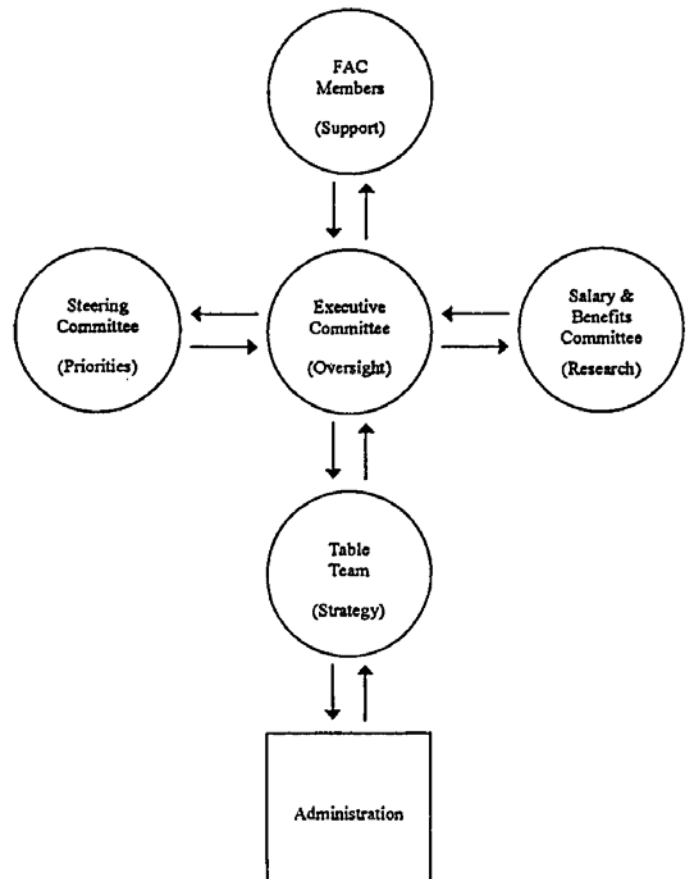 FAC
Members
(Support)
Steering
Committee
(Priorities)
Executive
Committee
(Oversight)
Salary &
Benefits
Committee
(Research)
Table
Team
(Strategy)
Administration